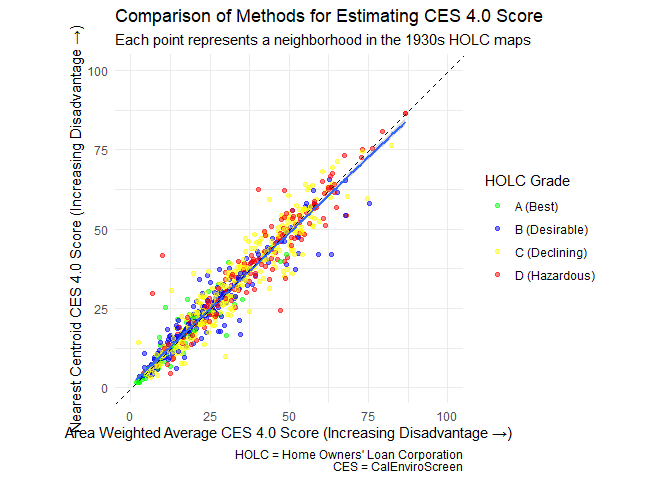 Comparison of Methods for Estimating CES 4.0 Score
Each point represents a neighborhood in the 1930s HOLC maps
Nearest Centroid CES 4.0 Score (Increasing Disadvantage →)
100
75
50
25
0
0 25 50 75 100
Area Weighted Average CES 4.0 Score (Increasing Disadvantage →)
HOLC Grade
A (Best)
B (Desirable)
C (Declining)
D (Hazardous)
HOLC = Home Owners' Loan Corporation
CES = CalEnviroScreen